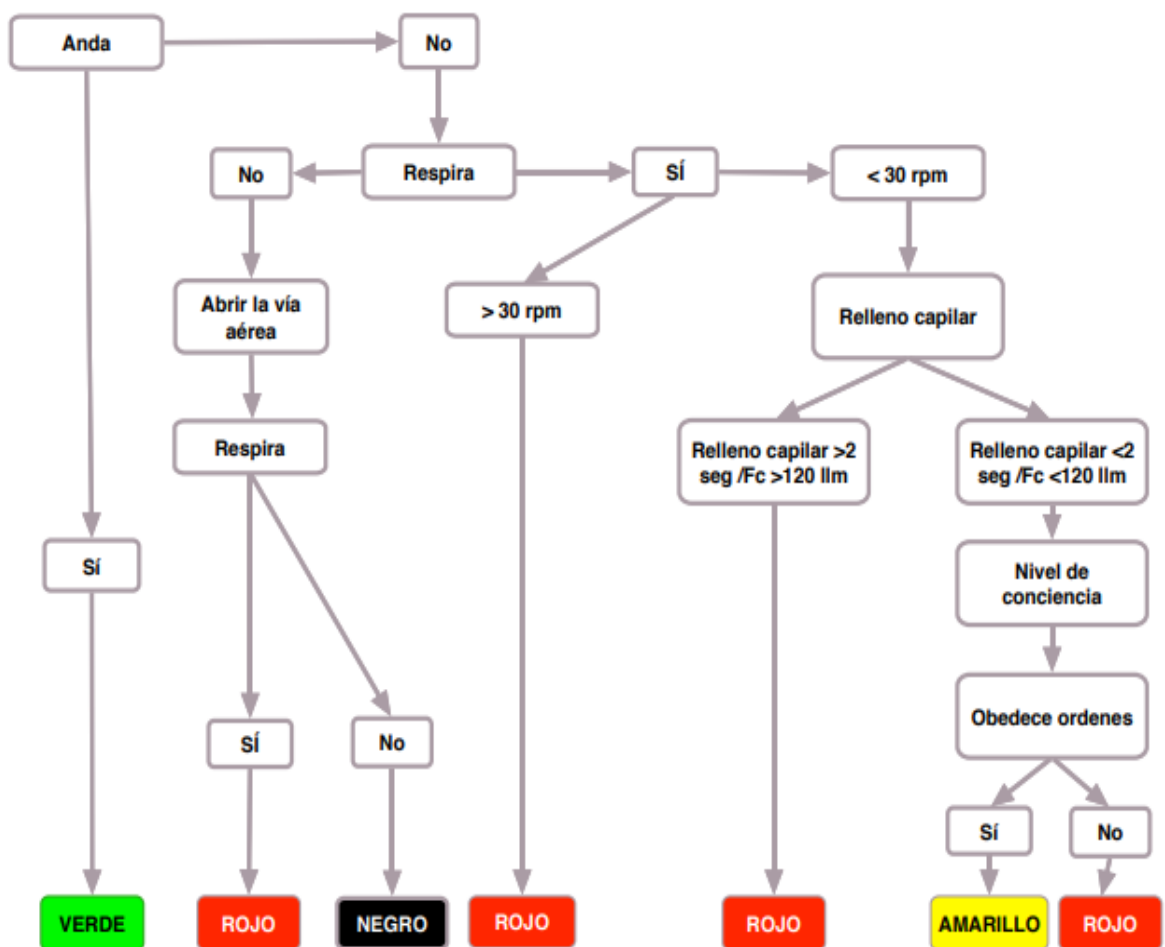 Anda
No
No
Respira
SÍ
< 30 rpm
Abrir la vía
aérea
> 30 rpm
Relleno capilar
Respira
Relleno capilar >2
seg /Fc >120 llm
Relleno capilar <2
seg /Fc <120 llm
Sí
Nivel de
conciencia
Obedece ordenes
SÍ
No
Sí
No
VERDE
ROJO
NEGRO
ROJO
ROJO
AMARILLO
ROJO